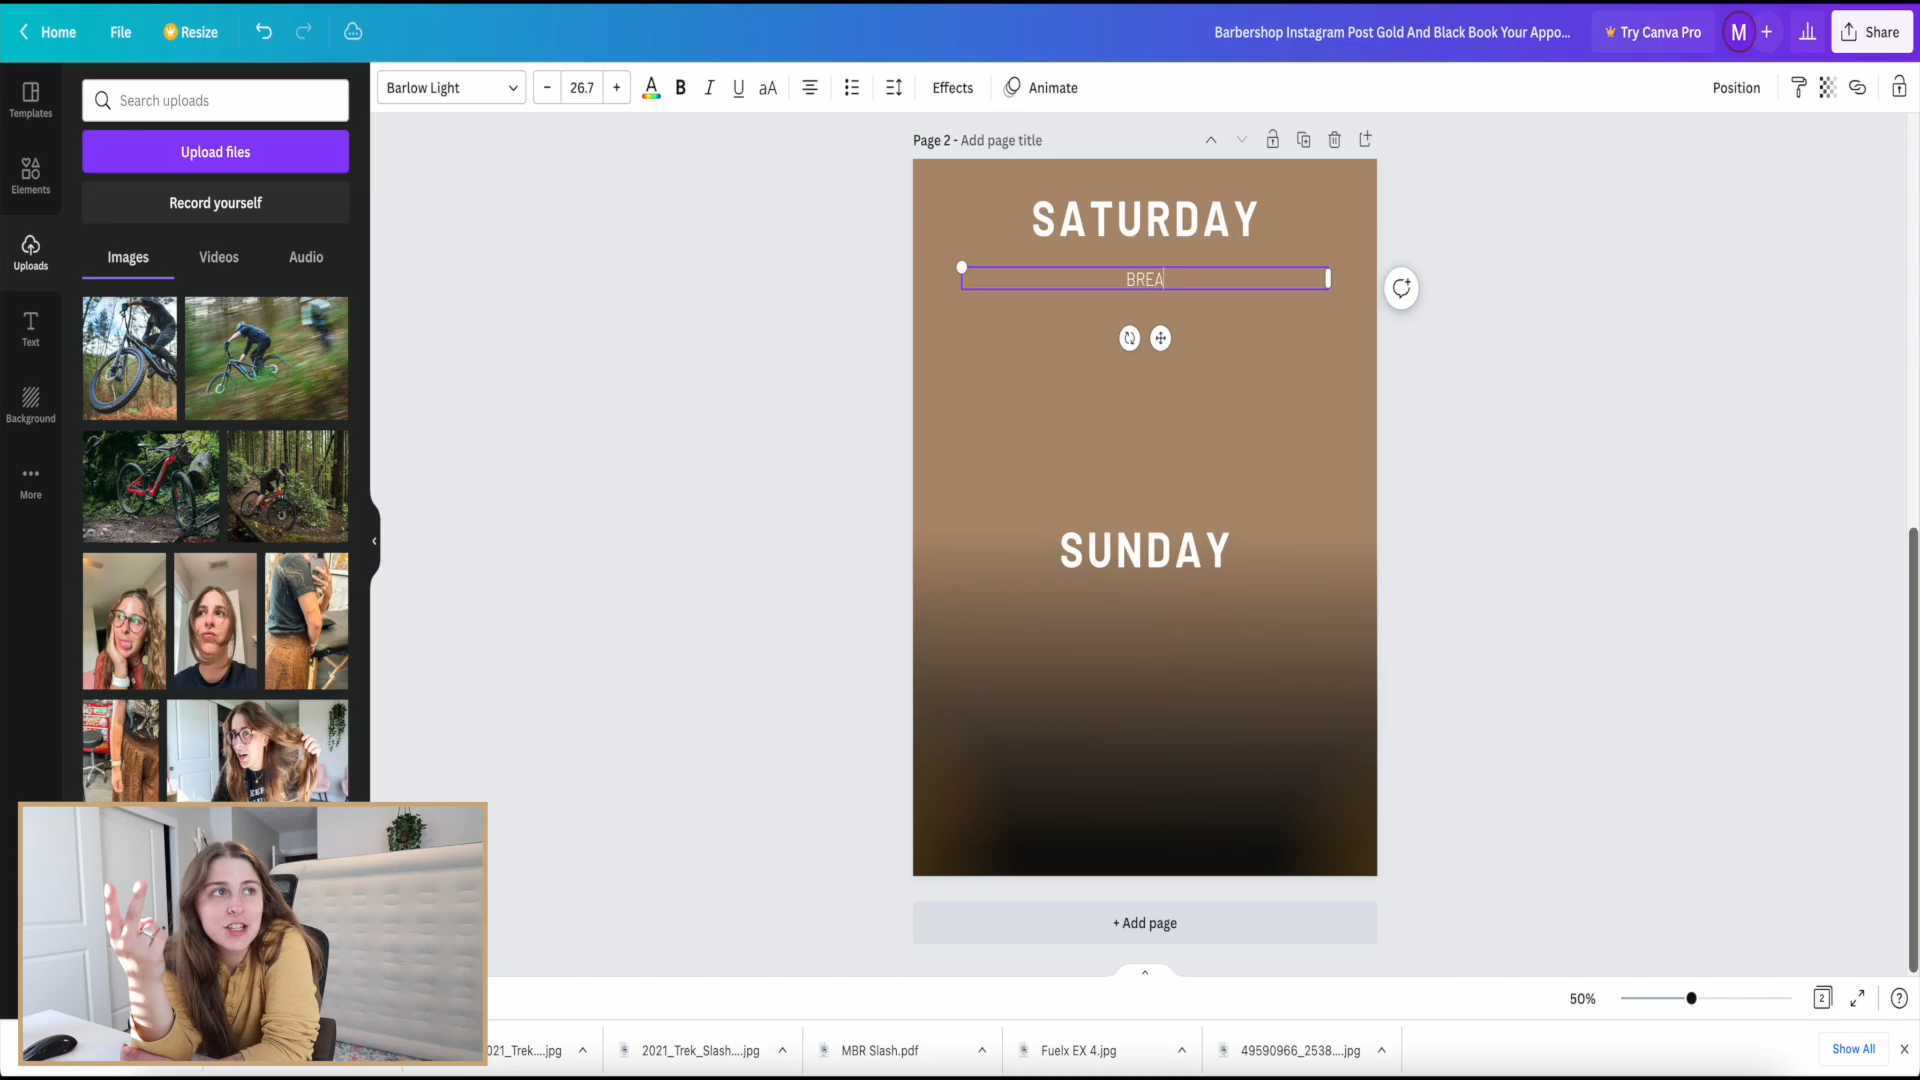 Home File Resize Barbershop Instagram Post Gold And Black Book Your Appo... Try Canva Pro M + Share
Templates
Elements
Uploads
Text
Background
More
Search uploads
Upload files
Record yourself
Images Videos Audio
Barlow Light - 26.7 + A B I U aA Effects Animate Position
Page 2 - Add page title
SATURDAY
BREA
SUNDAY
+ Add page
50% 2 ?
021_Trek....jpg 2021_Trek_Slash....jpg MBR Slash.pdf Fuelx EX 4.jpg 49590966_2538....jpg Show All